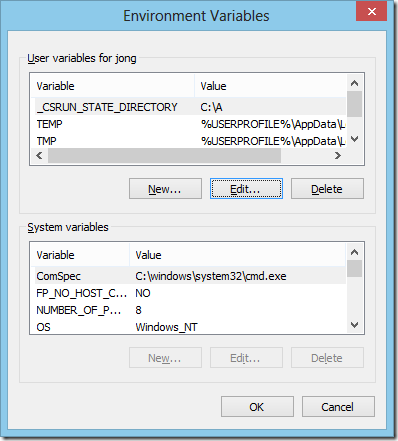 Environment Variables
User variables for jong
Variable Value
_CSRUN_STATE_DIRECTORY C:\A
TEMP %USERPROFILE%\AppData\L
TMP %USERPROFILE%\AppData\L
New... Edit... Delete
System variables
Variable Value
ComSpec C:\windows\system32\cmd.exe
FP_NO_HOST_C... NO
NUMBER_OF_P... 8
OS Windows_NT
New... Edit... Delete
OK Cancel